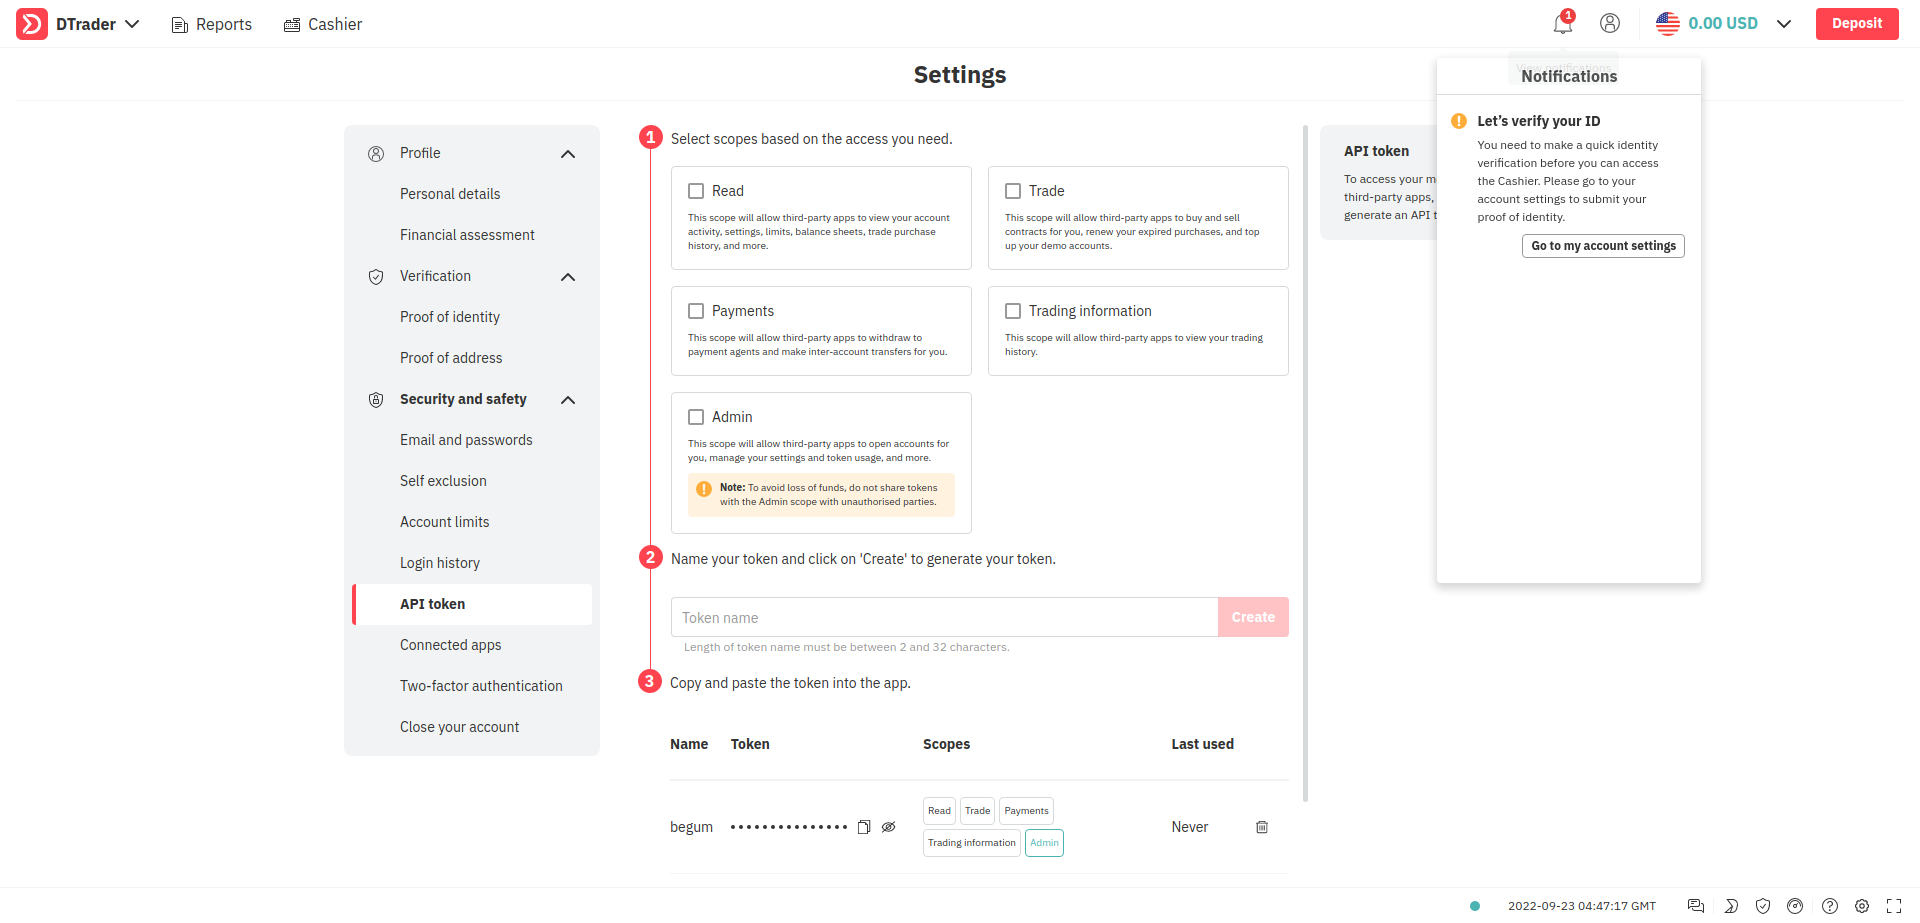 DTrader
Reports
Cashier
1
0.00 USD
Deposit
Settings
View notifications
Notifications
Let's verify your ID
You need to make a quick identity
verification before you can access
the Cashier. Please go to your
account settings to submit your
proof of identity.
Go to my account settings
Profile
Personal details
Financial assessment
Verification
Proof of identity
Proof of address
Security and safety
Email and passwords
Self exclusion
Account limits
Login history
API token
Connected apps
Two-factor authentication
Close your account
1 Select scopes based on the access you need.
Read
This scope will allow third-party apps to view your account
activity, settings, limits, balance sheets, trade purchase
history, and more.
Trade
This scope will allow third-party apps to buy and sell
contracts for you, renew your expired purchases, and top
up your demo accounts.
Payments
This scope will allow third-party apps to withdraw to
payment agents and make inter-account transfers for you.
Trading information
This scope will allow third-party apps to view your trading
history.
Admin
This scope will allow third-party apps to open accounts for
you, manage your settings and token usage, and more.
Note: To avoid loss of funds, do not share tokens
with the Admin scope with unauthorised parties.
2 Name your token and click on 'Create' to generate your token.
Token name
Create
Length of token name must be between 2 and 32 characters.
3 Copy and paste the token into the app.
Name Token Scopes Last used
begum ••••••••••••••• Read Trade Payments Never
Trading information Admin
API token
To access your
third-party apps,
generate an API
2022-09-23 04:47:17 GMT